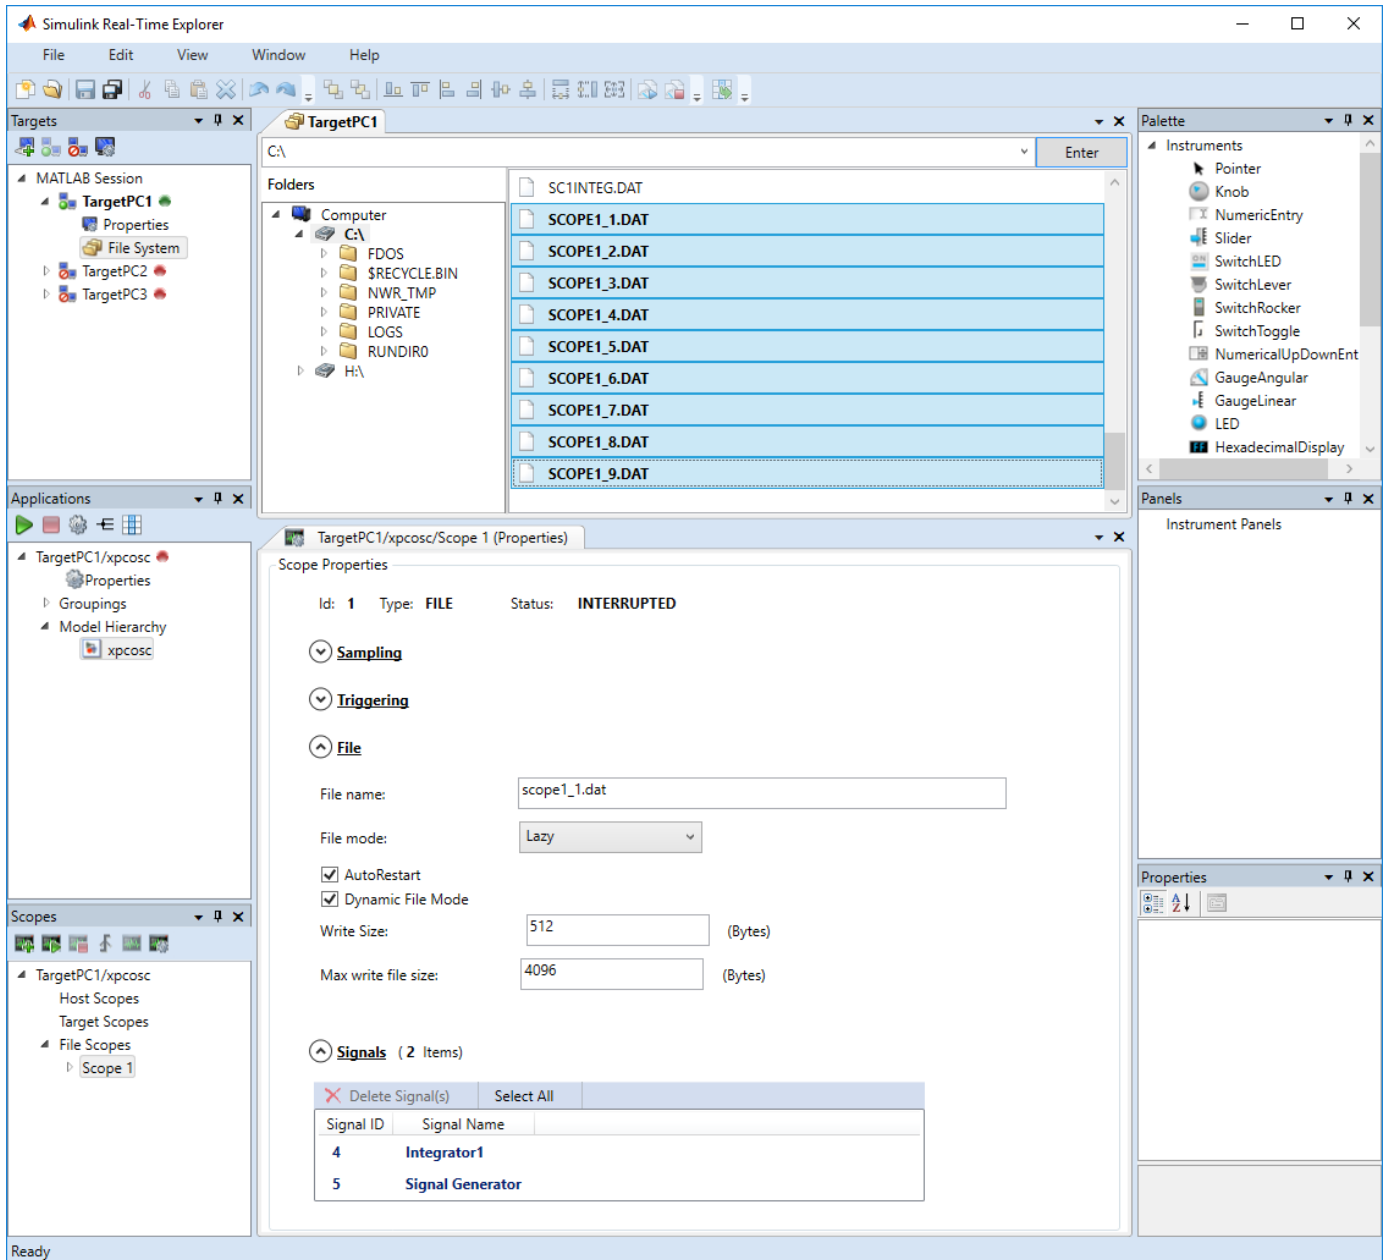 Simulink Real-Time Explorer
File Edit View Window Help
Targets
MATLAB Session
TargetPC1
Properties
File System
TargetPC2
TargetPC3
Applications
TargetPC1/xpcosc
Properties
Groupings
Model Hierarchy
xpcosc
Scopes
TargetPC1/xpcosc
Host Scopes
Target Scopes
File Scopes
Scope 1
TargetPC1
C:\
Enter
Folders
Computer
C:\
FDOS
$RECYCLE.BIN
NWR_TMP
PRIVATE
LOGS
RUNDIR0
H:\
SC1INTEG.DAT
SCOPE1_1.DAT
SCOPE1_2.DAT
SCOPE1_3.DAT
SCOPE1_4.DAT
SCOPE1_5.DAT
SCOPE1_6.DAT
SCOPE1_7.DAT
SCOPE1_8.DAT
SCOPE1_9.DAT
TargetPC1/xpcosc/Scope 1 (Properties)
Scope Properties
Id: 1 Type: FILE Status: INTERRUPTED
Sampling
Triggering
File
File name: scope1_1.dat
File mode: Lazy
AutoRestart
Dynamic File Mode
Write Size: 512 (Bytes)
Max write file size: 4096 (Bytes)
Signals ( 2 Items)
Delete Signal(s) Select All
Signal ID Signal Name
4 Integrator1
5 Signal Generator
Palette
Instruments
Pointer
Knob
NumericEntry
Slider
SwitchLED
SwitchLever
SwitchRocker
SwitchToggle
NumericalUpDownEnt
GaugeAngular
GaugeLinear
LED
HexadecimalDisplay
Panels
Instrument Panels
Properties
Ready